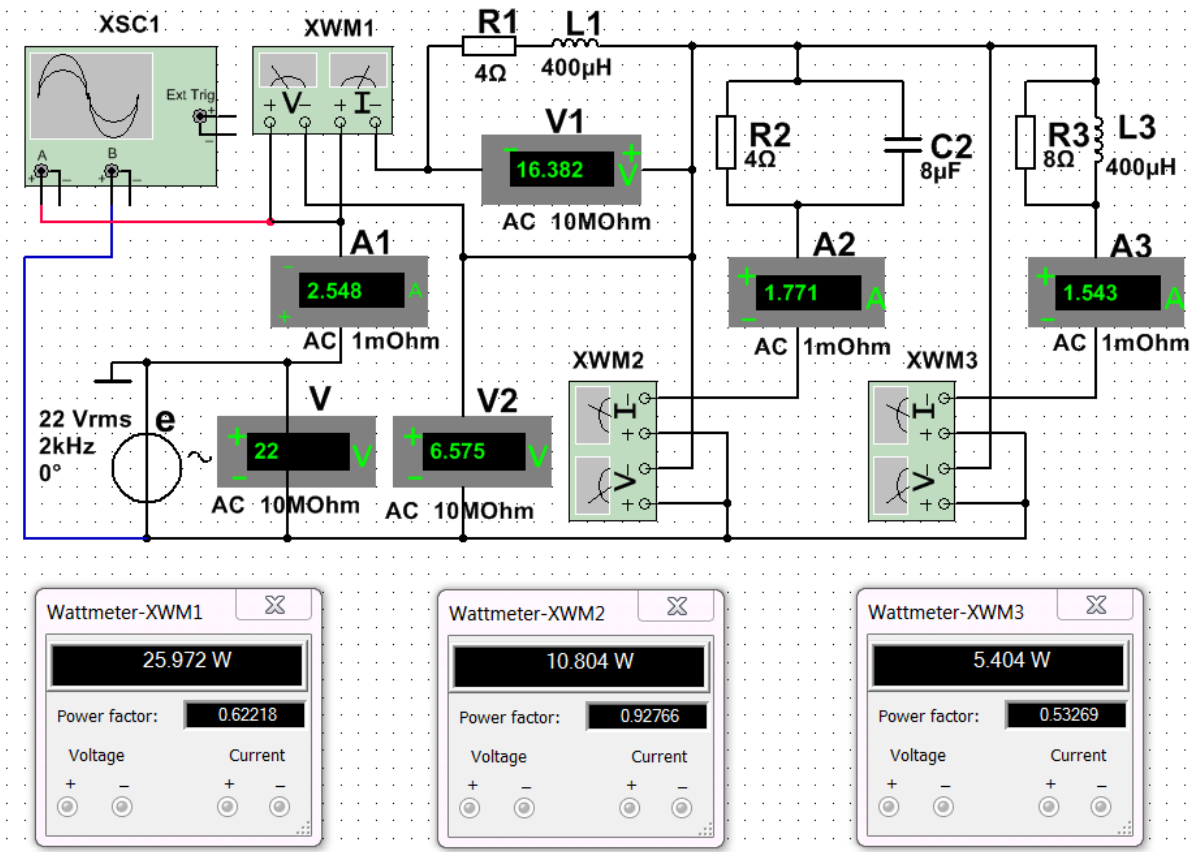 XSC1
XWM1
R1
L1
4Ω
400µH
Ext Trig
+
−
A
B
+ −
+ −
V
I
+ − + −
V1
− +
16.382 V
AC 10MOhm
R2
4Ω
C2
8µF
R3
8Ω
L3
400µH
A1
−
2.548 A
+
AC 1mOhm
A2
+
1.771 A
−
AC 1mOhm
A3
+
1.543 A
−
AC 1mOhm
22 Vrms
2kHz
0°
e
V
+
22 V
−
AC 10MOhm
V2
+
6.575 V
−
AC 10MOhm
XWM2
I −
+
V −
+
XWM3
I −
+
V −
+
Wattmeter-XWM1
25.972 W
Power factor: 0.62218
Voltage Current
+ − + −
Wattmeter-XWM2
10.804 W
Power factor: 0.92766
Voltage Current
+ − + −
Wattmeter-XWM3
5.404 W
Power factor: 0.53269
Voltage Current
+ − + −